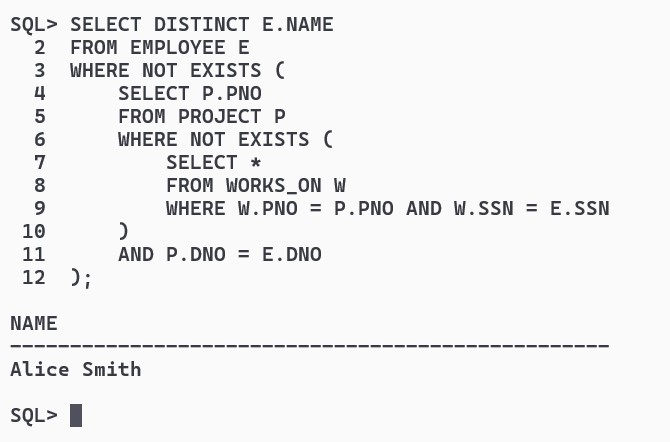 SQL> SELECT DISTINCT E.NAME
  2  FROM EMPLOYEE E
  3  WHERE NOT EXISTS (
  4      SELECT P.PNO
  5      FROM PROJECT P
  6      WHERE NOT EXISTS (
  7          SELECT *
  8          FROM WORKS_ON W
  9          WHERE W.PNO = P.PNO AND W.SSN = E.SSN
 10      )
 11      AND P.DNO = E.DNO
 12  );
NAME
--------------------------------------------------
Alice Smith
SQL>